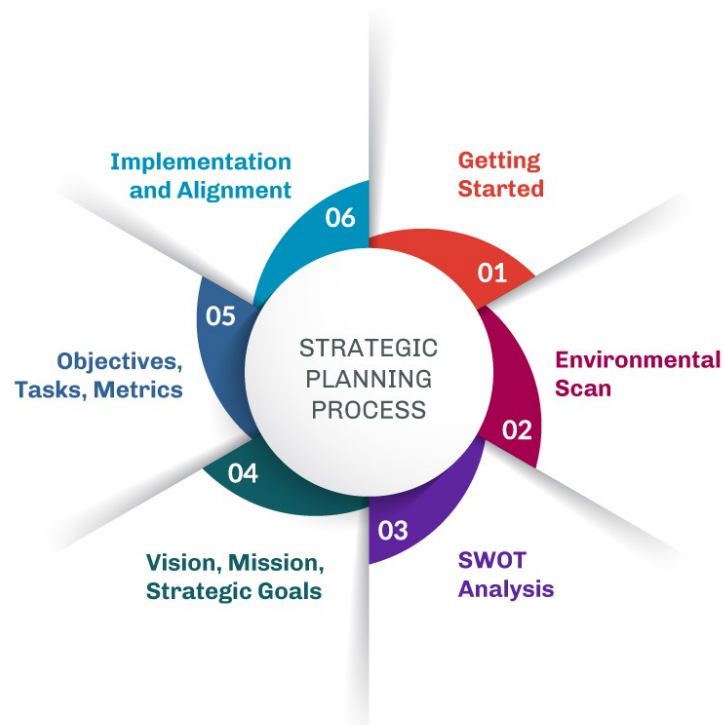 STRATEGIC
PLANNING
PROCESS
01
Getting
Started
02
Environmental
Scan
03
SWOT
Analysis
04
Vision, Mission,
Strategic Goals
05
Objectives,
Tasks, Metrics
06
Implementation
and Alignment